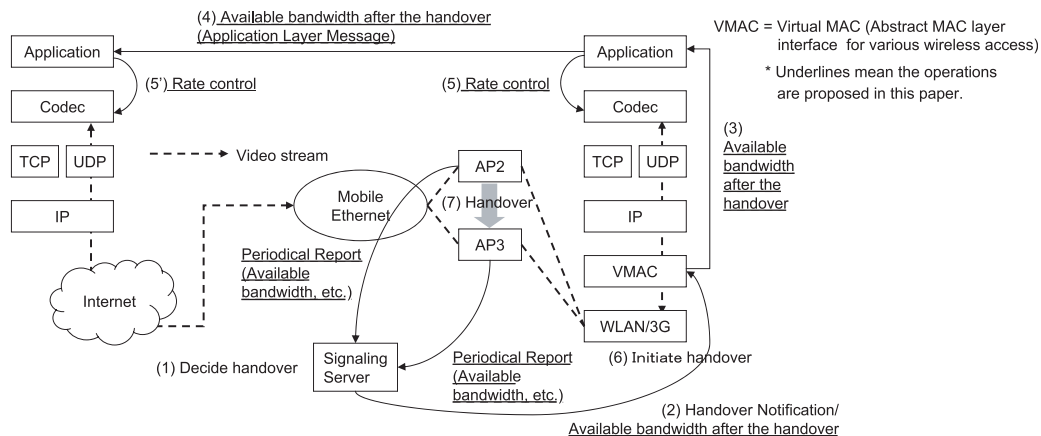 (4) Available bandwidth after the handover
(Application Layer Message)
VMAC = Virtual MAC (Abstract MAC layer
interface for various wireless access)
* Underlines mean the operations
are proposed in this paper.
Application
Application
(5') Rate control
(5) Rate control
Codec
Codec
(3)
Available
bandwidth
after the
handover
TCP
UDP
Video stream
AP2
TCP
UDP
Mobile
Ethernet
(7) Handover
IP
IP
AP3
Periodical Report
(Available
bandwidth, etc.)
VMAC
Internet
WLAN/3G
(6) Initiate handover
(1) Decide handover
Signaling
Server
Periodical Report
(Available
bandwidth, etc.)
(2) Handover Notification/
Available bandwidth after the handover